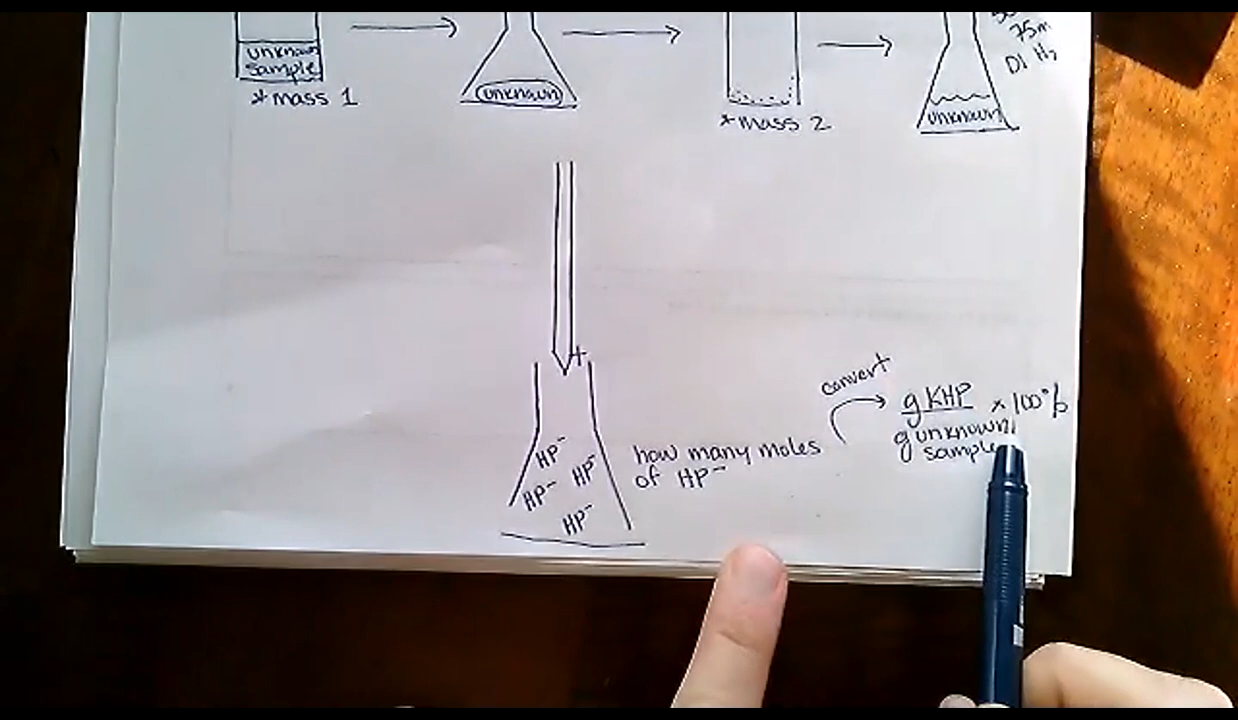 unknown
sample
*mass 1
unknown
*mass 2
75m
DI H₂
unknown
convert
gKHP × 100%
g unknown
sample
HP⁻
HP⁻
HP⁻
HP⁻
how many moles
of HP⁻